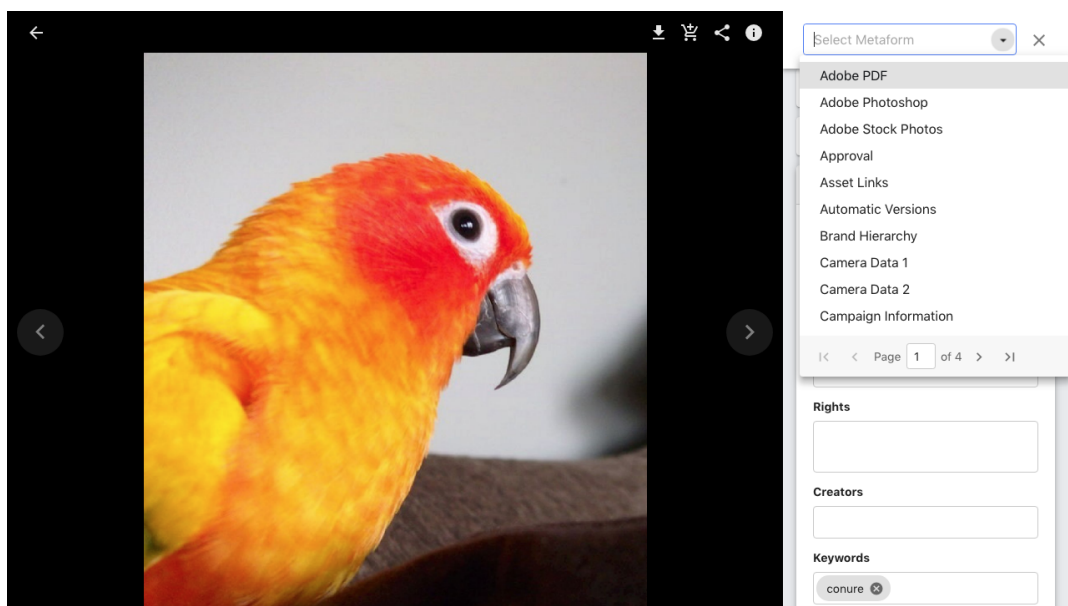 Select Metaform
Adobe PDF
Adobe Photoshop
Adobe Stock Photos
Approval
Asset Links
Automatic Versions
Brand Hierarchy
Camera Data 1
Camera Data 2
Campaign Information
Page 1 of 4
Rights
Creators
Keywords
conure